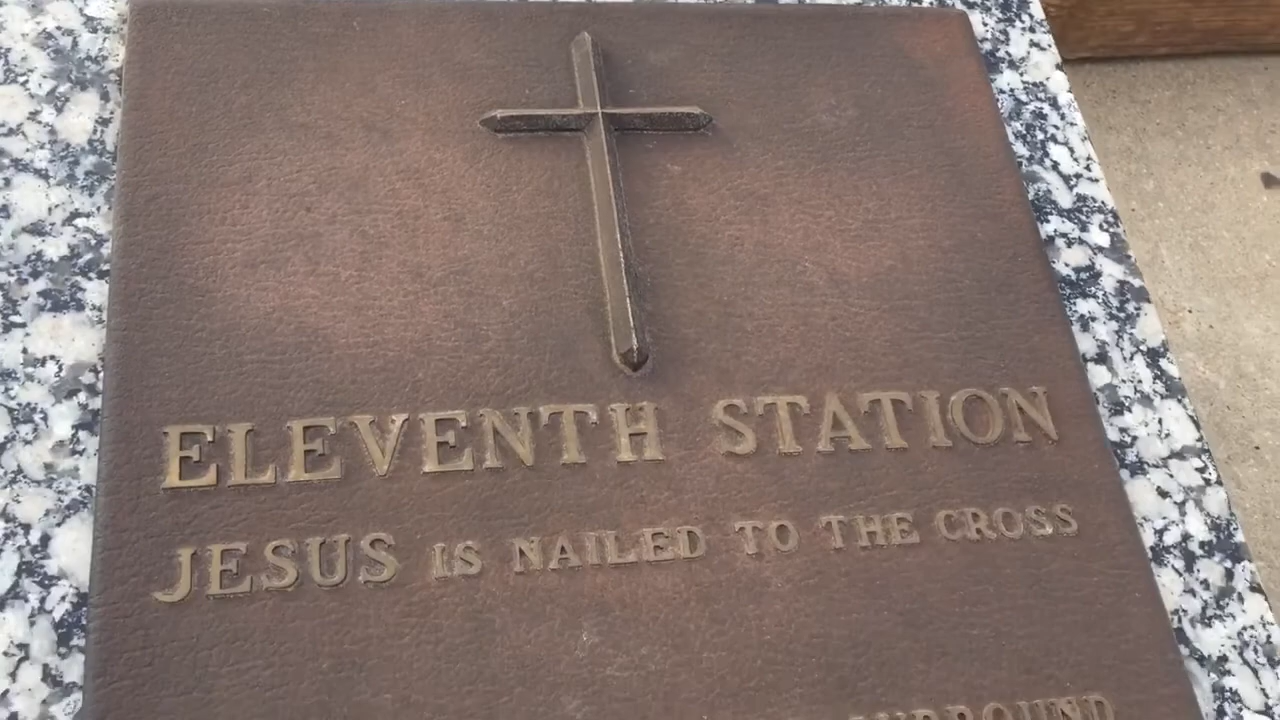 ELEVENTH STATION
JESUS IS NAILED TO THE CROSS